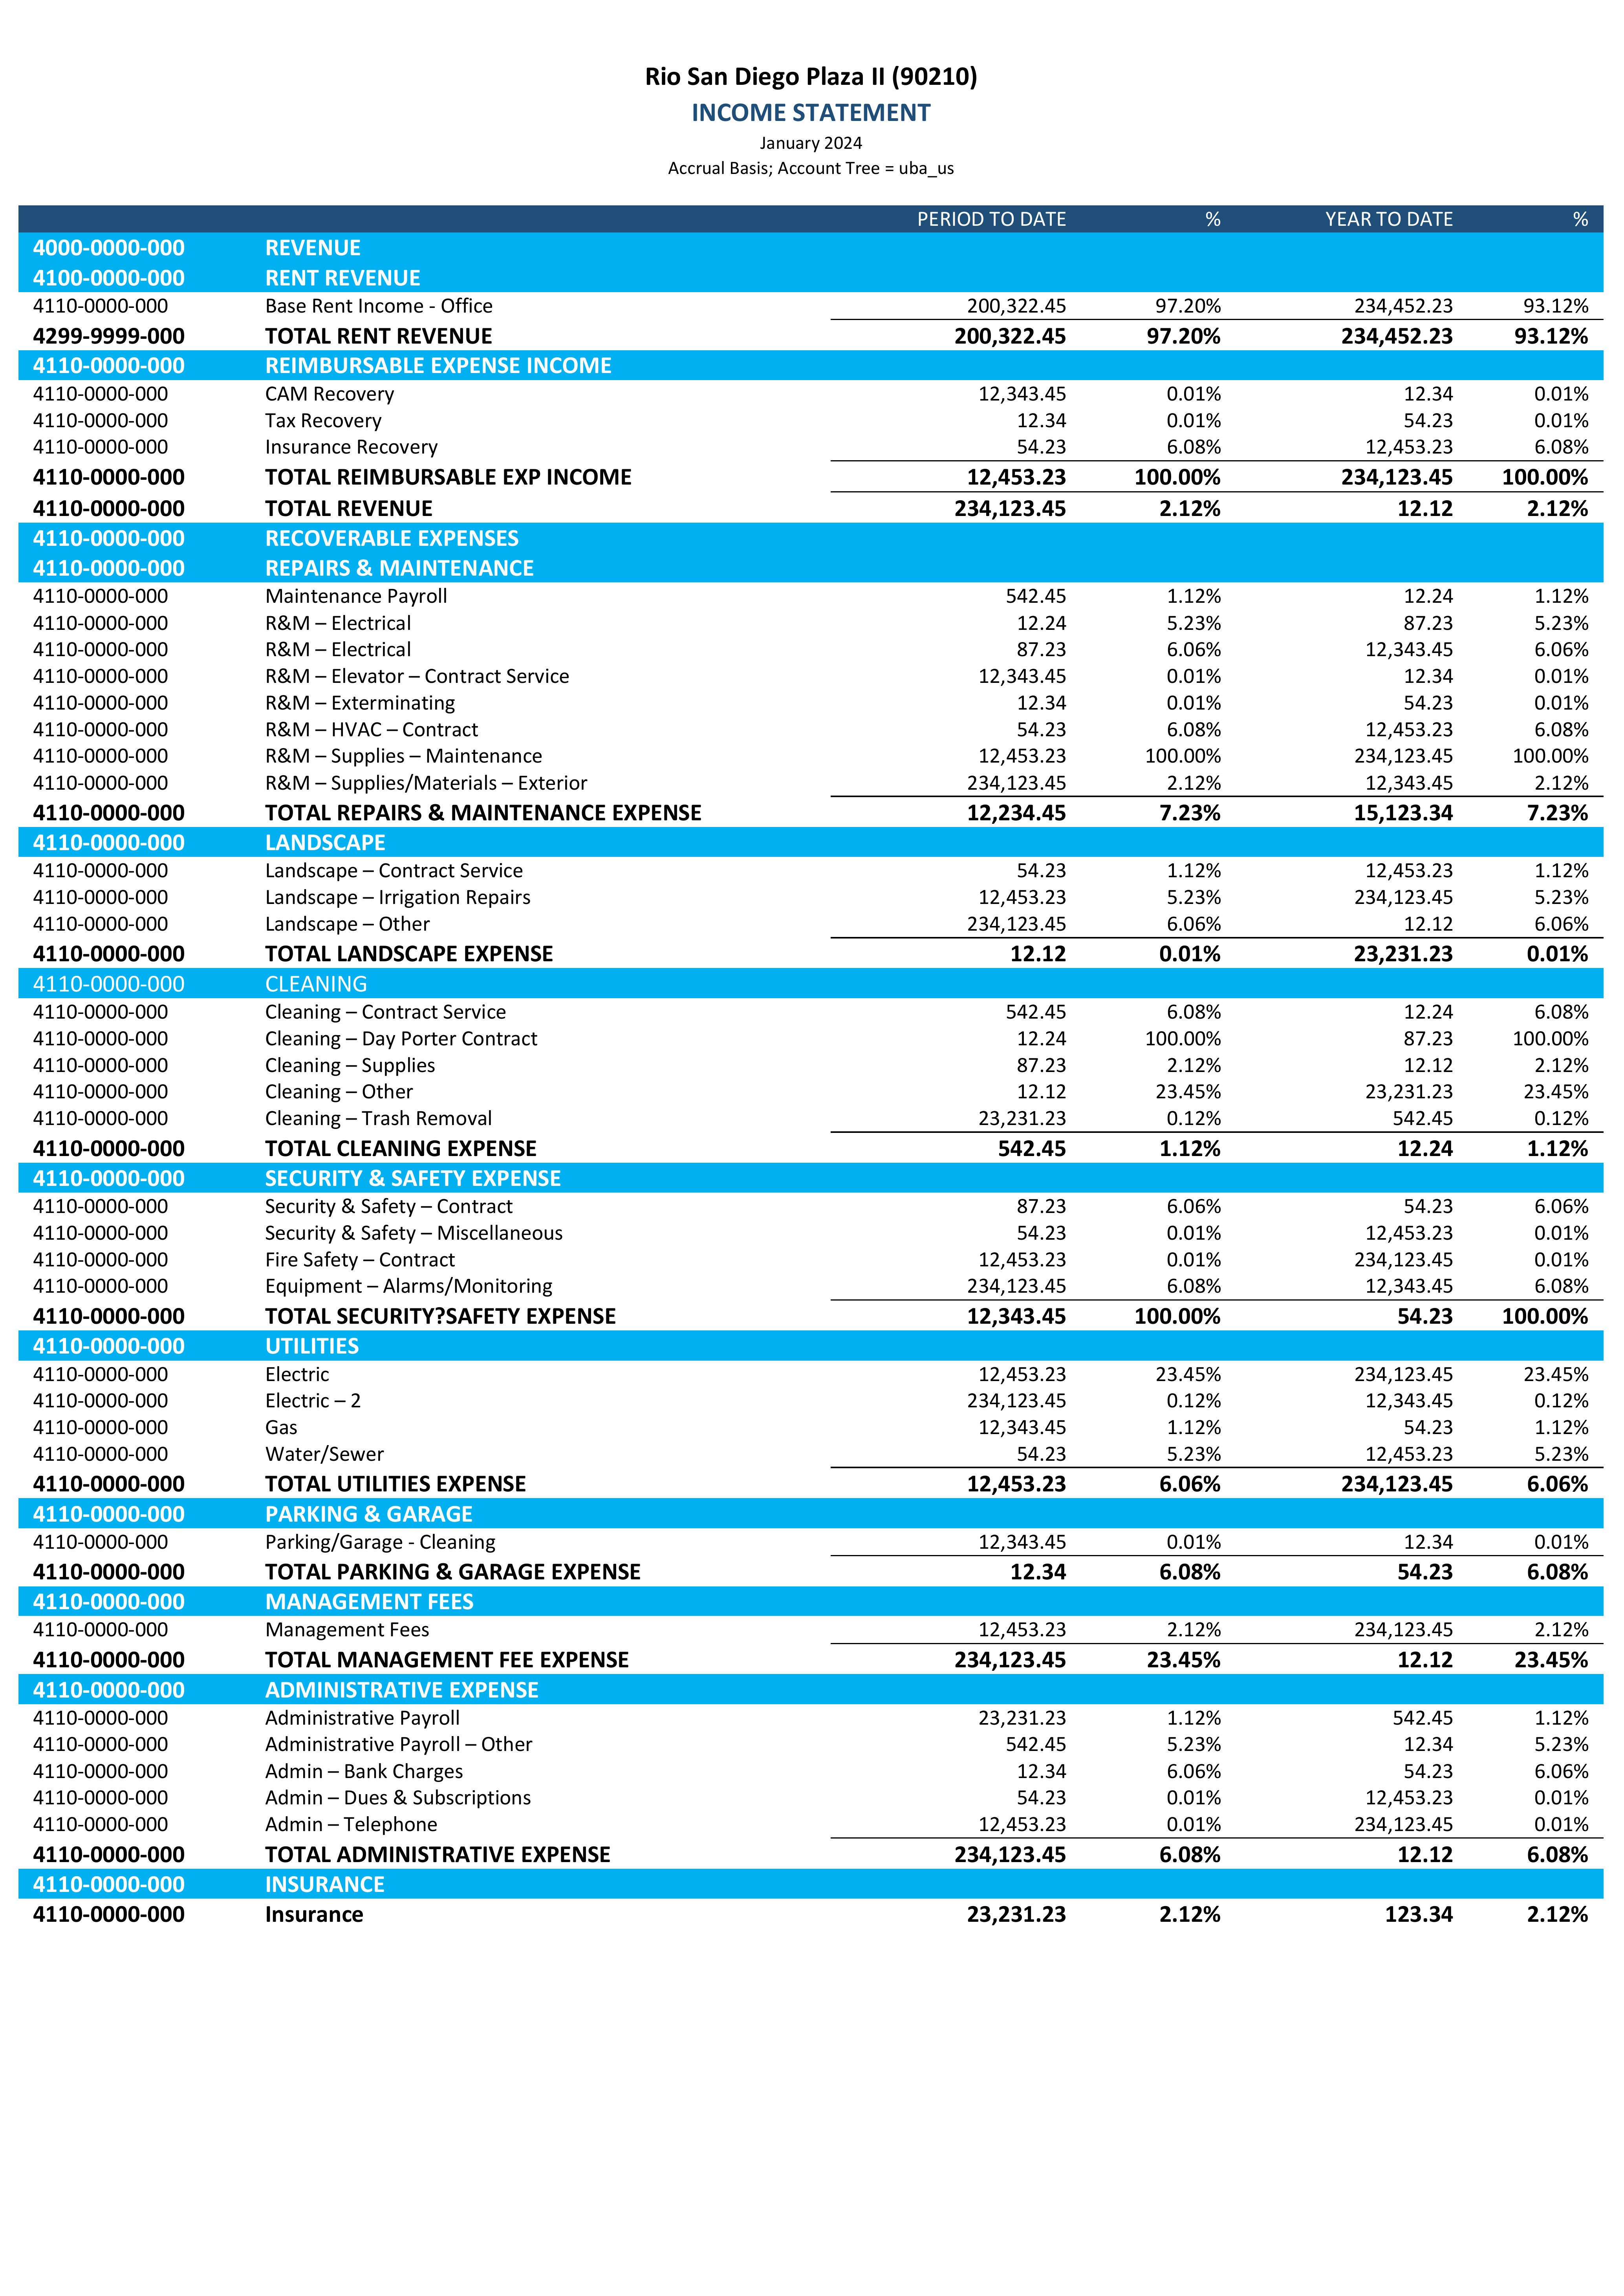 Rio San Diego Plaza II (90210)
INCOME STATEMENT
January 2024
Accrual Basis; Account Tree = uba_us
PERIOD TO DATE % YEAR TO DATE %
4000-0000-000 REVENUE
4100-0000-000 RENT REVENUE
4110-0000-000 Base Rent Income - Office 200,322.45 97.20% 234,452.23 93.12%
4299-9999-000 TOTAL RENT REVENUE 200,322.45 97.20% 234,452.23 93.12%
4110-0000-000 REIMBURSABLE EXPENSE INCOME
4110-0000-000 CAM Recovery 12,343.45 0.01% 12.34 0.01%
4110-0000-000 Tax Recovery 12.34 0.01% 54.23 0.01%
4110-0000-000 Insurance Recovery 54.23 6.08% 12,453.23 6.08%
4110-0000-000 TOTAL REIMBURSABLE EXP INCOME 12,453.23 100.00% 234,123.45 100.00%
4110-0000-000 TOTAL REVENUE 234,123.45 2.12% 12.12 2.12%
4110-0000-000 RECOVERABLE EXPENSES
4110-0000-000 REPAIRS & MAINTENANCE
4110-0000-000 Maintenance Payroll 542.45 1.12% 12.24 1.12%
4110-0000-000 R&M – Electrical 12.24 5.23% 87.23 5.23%
4110-0000-000 R&M – Electrical 87.23 6.06% 12,343.45 6.06%
4110-0000-000 R&M – Elevator – Contract Service 12,343.45 0.01% 12.34 0.01%
4110-0000-000 R&M – Exterminating 12.34 0.01% 54.23 0.01%
4110-0000-000 R&M – HVAC – Contract 54.23 6.08% 12,453.23 6.08%
4110-0000-000 R&M – Supplies – Maintenance 12,453.23 100.00% 234,123.45 100.00%
4110-0000-000 R&M – Supplies/Materials – Exterior 234,123.45 2.12% 12,343.45 2.12%
4110-0000-000 TOTAL REPAIRS & MAINTENANCE EXPENSE 12,234.45 7.23% 15,123.34 7.23%
4110-0000-000 LANDSCAPE
4110-0000-000 Landscape – Contract Service 54.23 1.12% 12,453.23 1.12%
4110-0000-000 Landscape – Irrigation Repairs 12,453.23 5.23% 234,123.45 5.23%
4110-0000-000 Landscape – Other 234,123.45 6.06% 12.12 6.06%
4110-0000-000 TOTAL LANDSCAPE EXPENSE 12.12 0.01% 23,231.23 0.01%
4110-0000-000 CLEANING
4110-0000-000 Cleaning – Contract Service 542.45 6.08% 12.24 6.08%
4110-0000-000 Cleaning – Day Porter Contract 12.24 100.00% 87.23 100.00%
4110-0000-000 Cleaning – Supplies 87.23 2.12% 12.12 2.12%
4110-0000-000 Cleaning – Other 12.12 23.45% 23,231.23 23.45%
4110-0000-000 Cleaning – Trash Removal 23,231.23 0.12% 542.45 0.12%
4110-0000-000 TOTAL CLEANING EXPENSE 542.45 1.12% 12.24 1.12%
4110-0000-000 SECURITY & SAFETY EXPENSE
4110-0000-000 Security & Safety – Contract 87.23 6.06% 54.23 6.06%
4110-0000-000 Security & Safety – Miscellaneous 54.23 0.01% 12,453.23 0.01%
4110-0000-000 Fire Safety – Contract 12,453.23 0.01% 234,123.45 0.01%
4110-0000-000 Equipment – Alarms/Monitoring 234,123.45 6.08% 12,343.45 6.08%
4110-0000-000 TOTAL SECURITY?SAFETY EXPENSE 12,343.45 100.00% 54.23 100.00%
4110-0000-000 UTILITIES
4110-0000-000 Electric 12,453.23 23.45% 234,123.45 23.45%
4110-0000-000 Electric – 2 234,123.45 0.12% 12,343.45 0.12%
4110-0000-000 Gas 12,343.45 1.12% 54.23 1.12%
4110-0000-000 Water/Sewer 54.23 5.23% 12,453.23 5.23%
4110-0000-000 TOTAL UTILITIES EXPENSE 12,453.23 6.06% 234,123.45 6.06%
4110-0000-000 PARKING & GARAGE
4110-0000-000 Parking/Garage - Cleaning 12,343.45 0.01% 12.34 0.01%
4110-0000-000 TOTAL PARKING & GARAGE EXPENSE 12.34 6.08% 54.23 6.08%
4110-0000-000 MANAGEMENT FEES
4110-0000-000 Management Fees 12,453.23 2.12% 234,123.45 2.12%
4110-0000-000 TOTAL MANAGEMENT FEE EXPENSE 234,123.45 23.45% 12.12 23.45%
4110-0000-000 ADMINISTRATIVE EXPENSE
4110-0000-000 Administrative Payroll 23,231.23 1.12% 542.45 1.12%
4110-0000-000 Administrative Payroll – Other 542.45 5.23% 12.34 5.23%
4110-0000-000 Admin – Bank Charges 12.34 6.06% 54.23 6.06%
4110-0000-000 Admin – Dues & Subscriptions 54.23 0.01% 12,453.23 0.01%
4110-0000-000 Admin – Telephone 12,453.23 0.01% 234,123.45 0.01%
4110-0000-000 TOTAL ADMINISTRATIVE EXPENSE 234,123.45 6.08% 12.12 6.08%
4110-0000-000 INSURANCE
4110-0000-000 Insurance 23,231.23 2.12% 123.34 2.12%